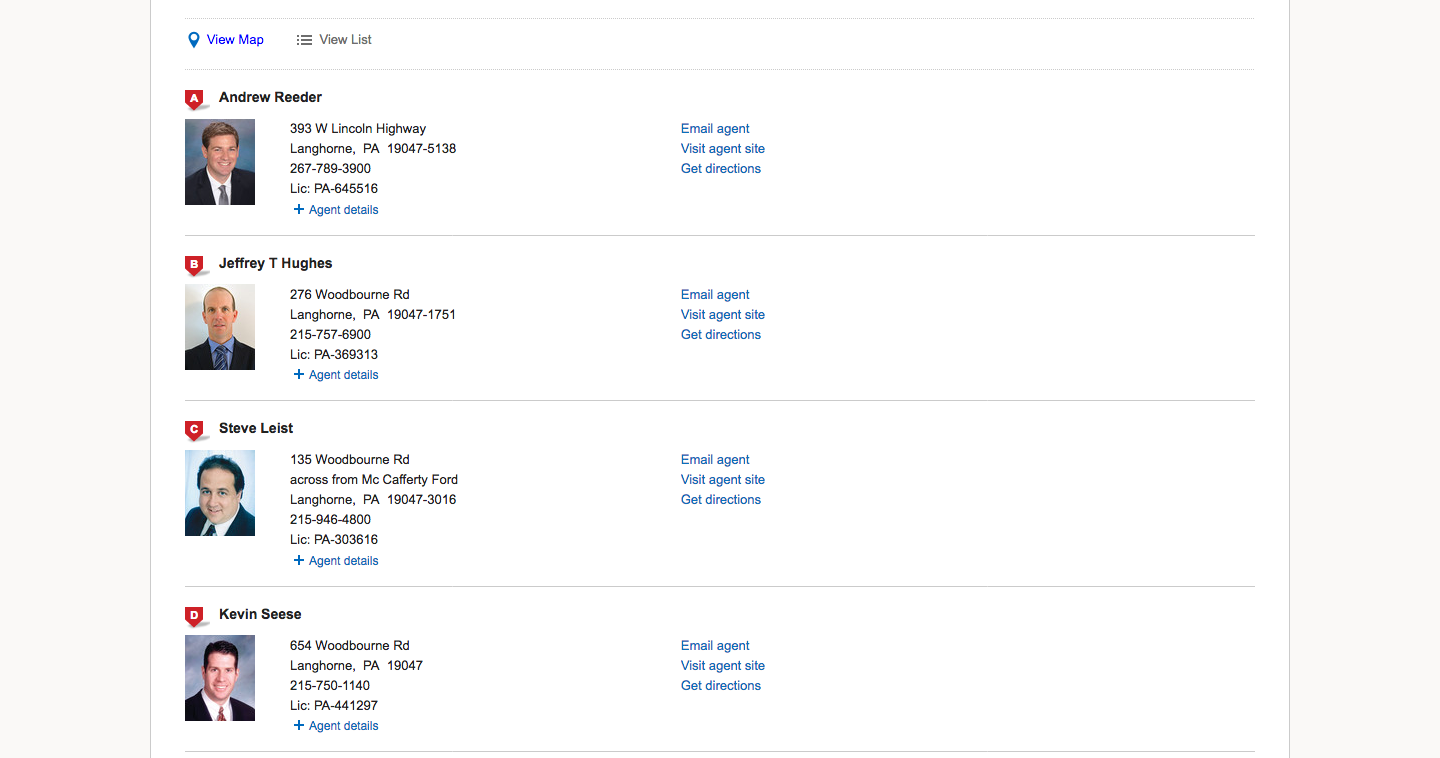 View Map
View List
A Andrew Reeder
393 W Lincoln Highway
Langhorne, PA 19047-5138
267-789-3900
Lic: PA-645516
+ Agent details
Email agent
Visit agent site
Get directions
B Jeffrey T Hughes
276 Woodbourne Rd
Langhorne, PA 19047-1751
215-757-6900
Lic: PA-369313
+ Agent details
Email agent
Visit agent site
Get directions
C Steve Leist
135 Woodbourne Rd
across from Mc Cafferty Ford
Langhorne, PA 19047-3016
215-946-4800
Lic: PA-303616
+ Agent details
Email agent
Visit agent site
Get directions
D Kevin Seese
654 Woodbourne Rd
Langhorne, PA 19047
215-750-1140
Lic: PA-441297
+ Agent details
Email agent
Visit agent site
Get directions